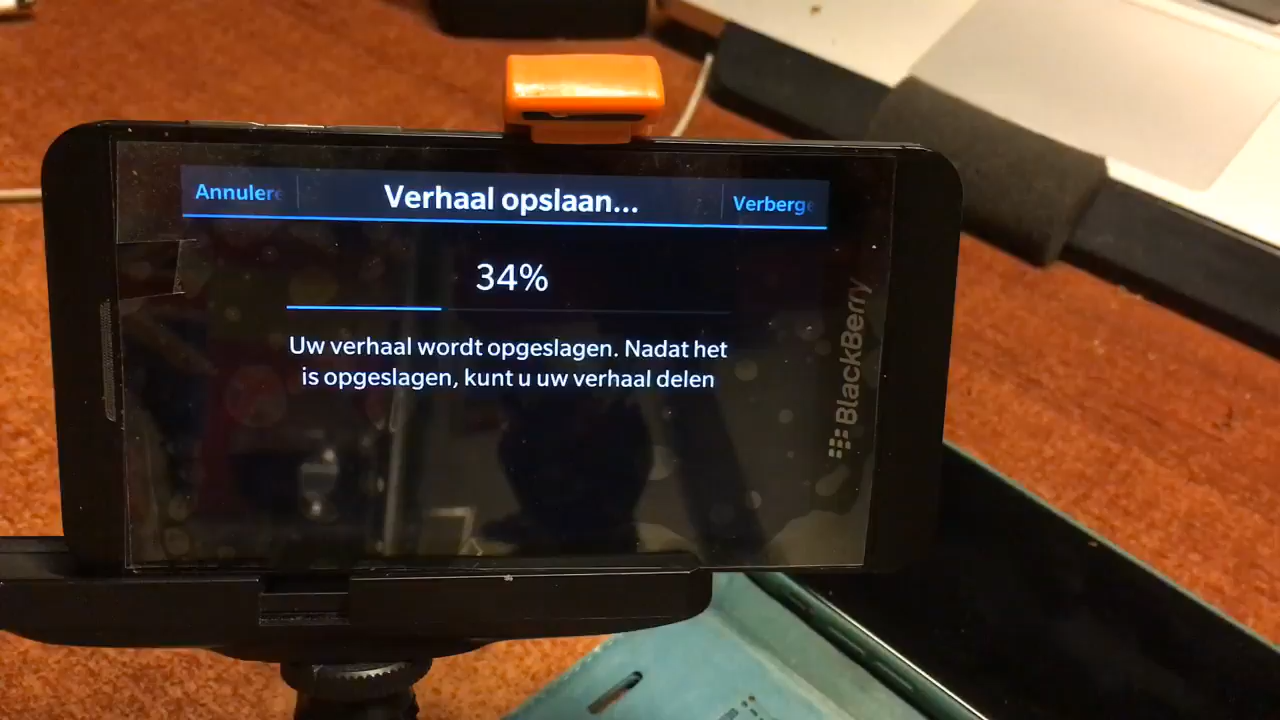 Annulere
Verhaal opslaan...
Verberge
34%
Uw verhaal wordt opgeslagen. Nadat het
is opgeslagen, kunt u uw verhaal delen
BlackBerry